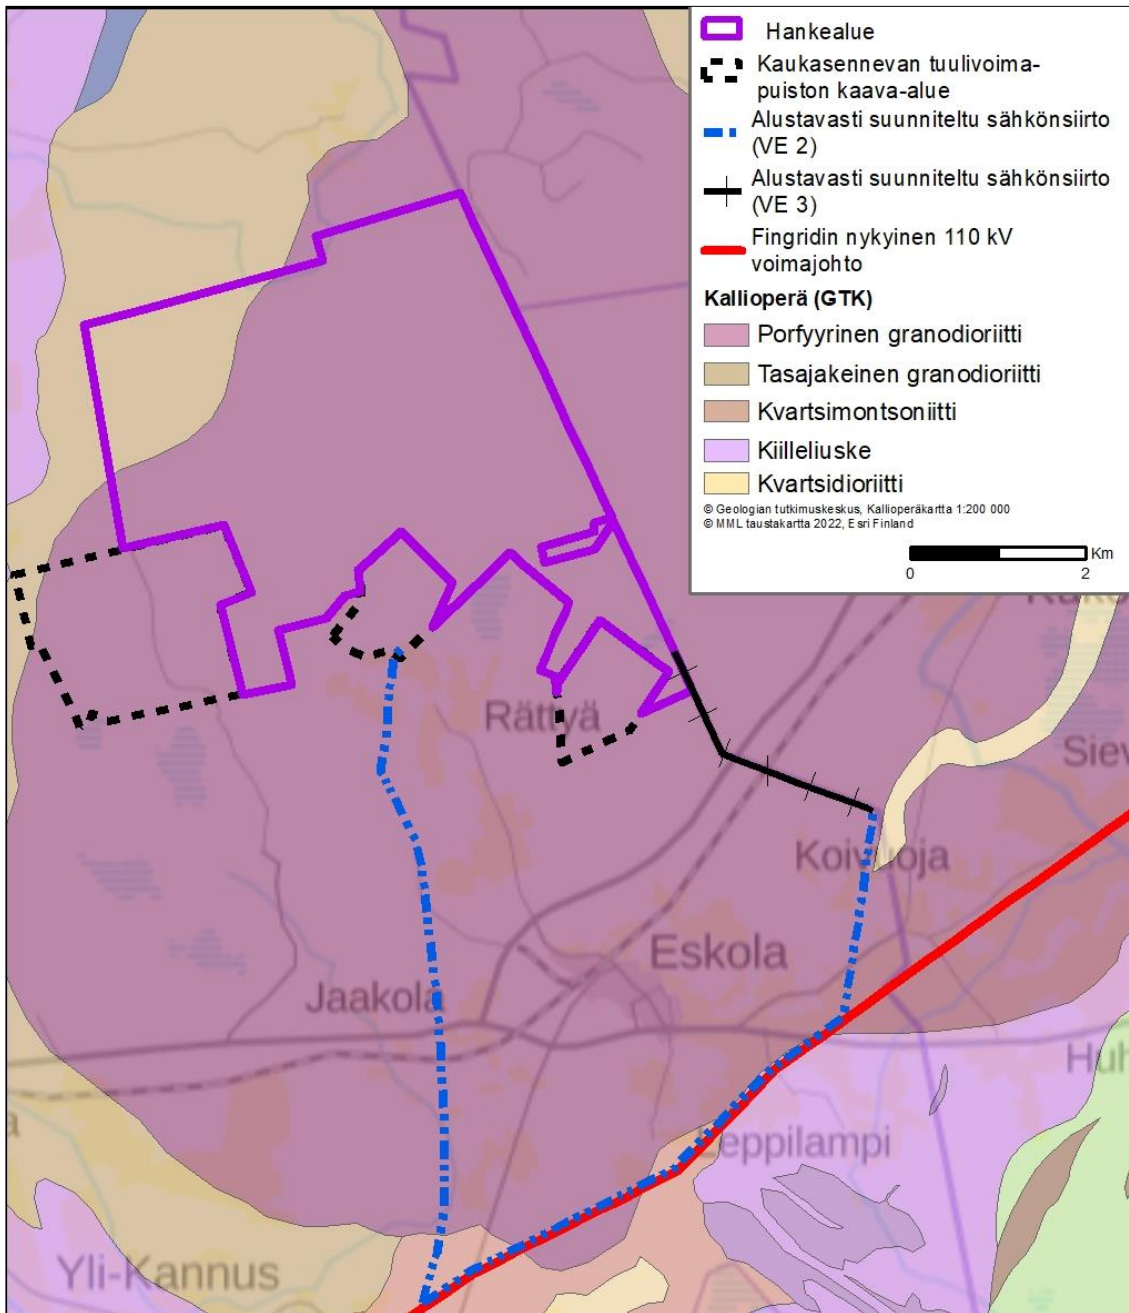 Hankealue
Kaukasennevan tuulivoima-
puiston kaava-alue
Alustavasti suunniteltu sähkönsiirto
(VE 2)
Alustavasti suunniteltu sähkönsiirto
(VE 3)
Fingridin nykyinen 110 kV
voimajohto
Kallioperä (GTK)
Porfyyrinen granodioriitti
Tasajakeinen granodioriitti
Kvartsimontsoniitti
Kiilleliuske
Kvartsidioriitti
© Geologian tutkimuskeskus, Kallioperäkartta 1:200 000
© MML taustakartta 2022, Esri Finland
Km
0 2
Rättyä
Siev
Koivuoja
Eskola
Jaakola
Huh
Leppilampi
Yli-Kannus